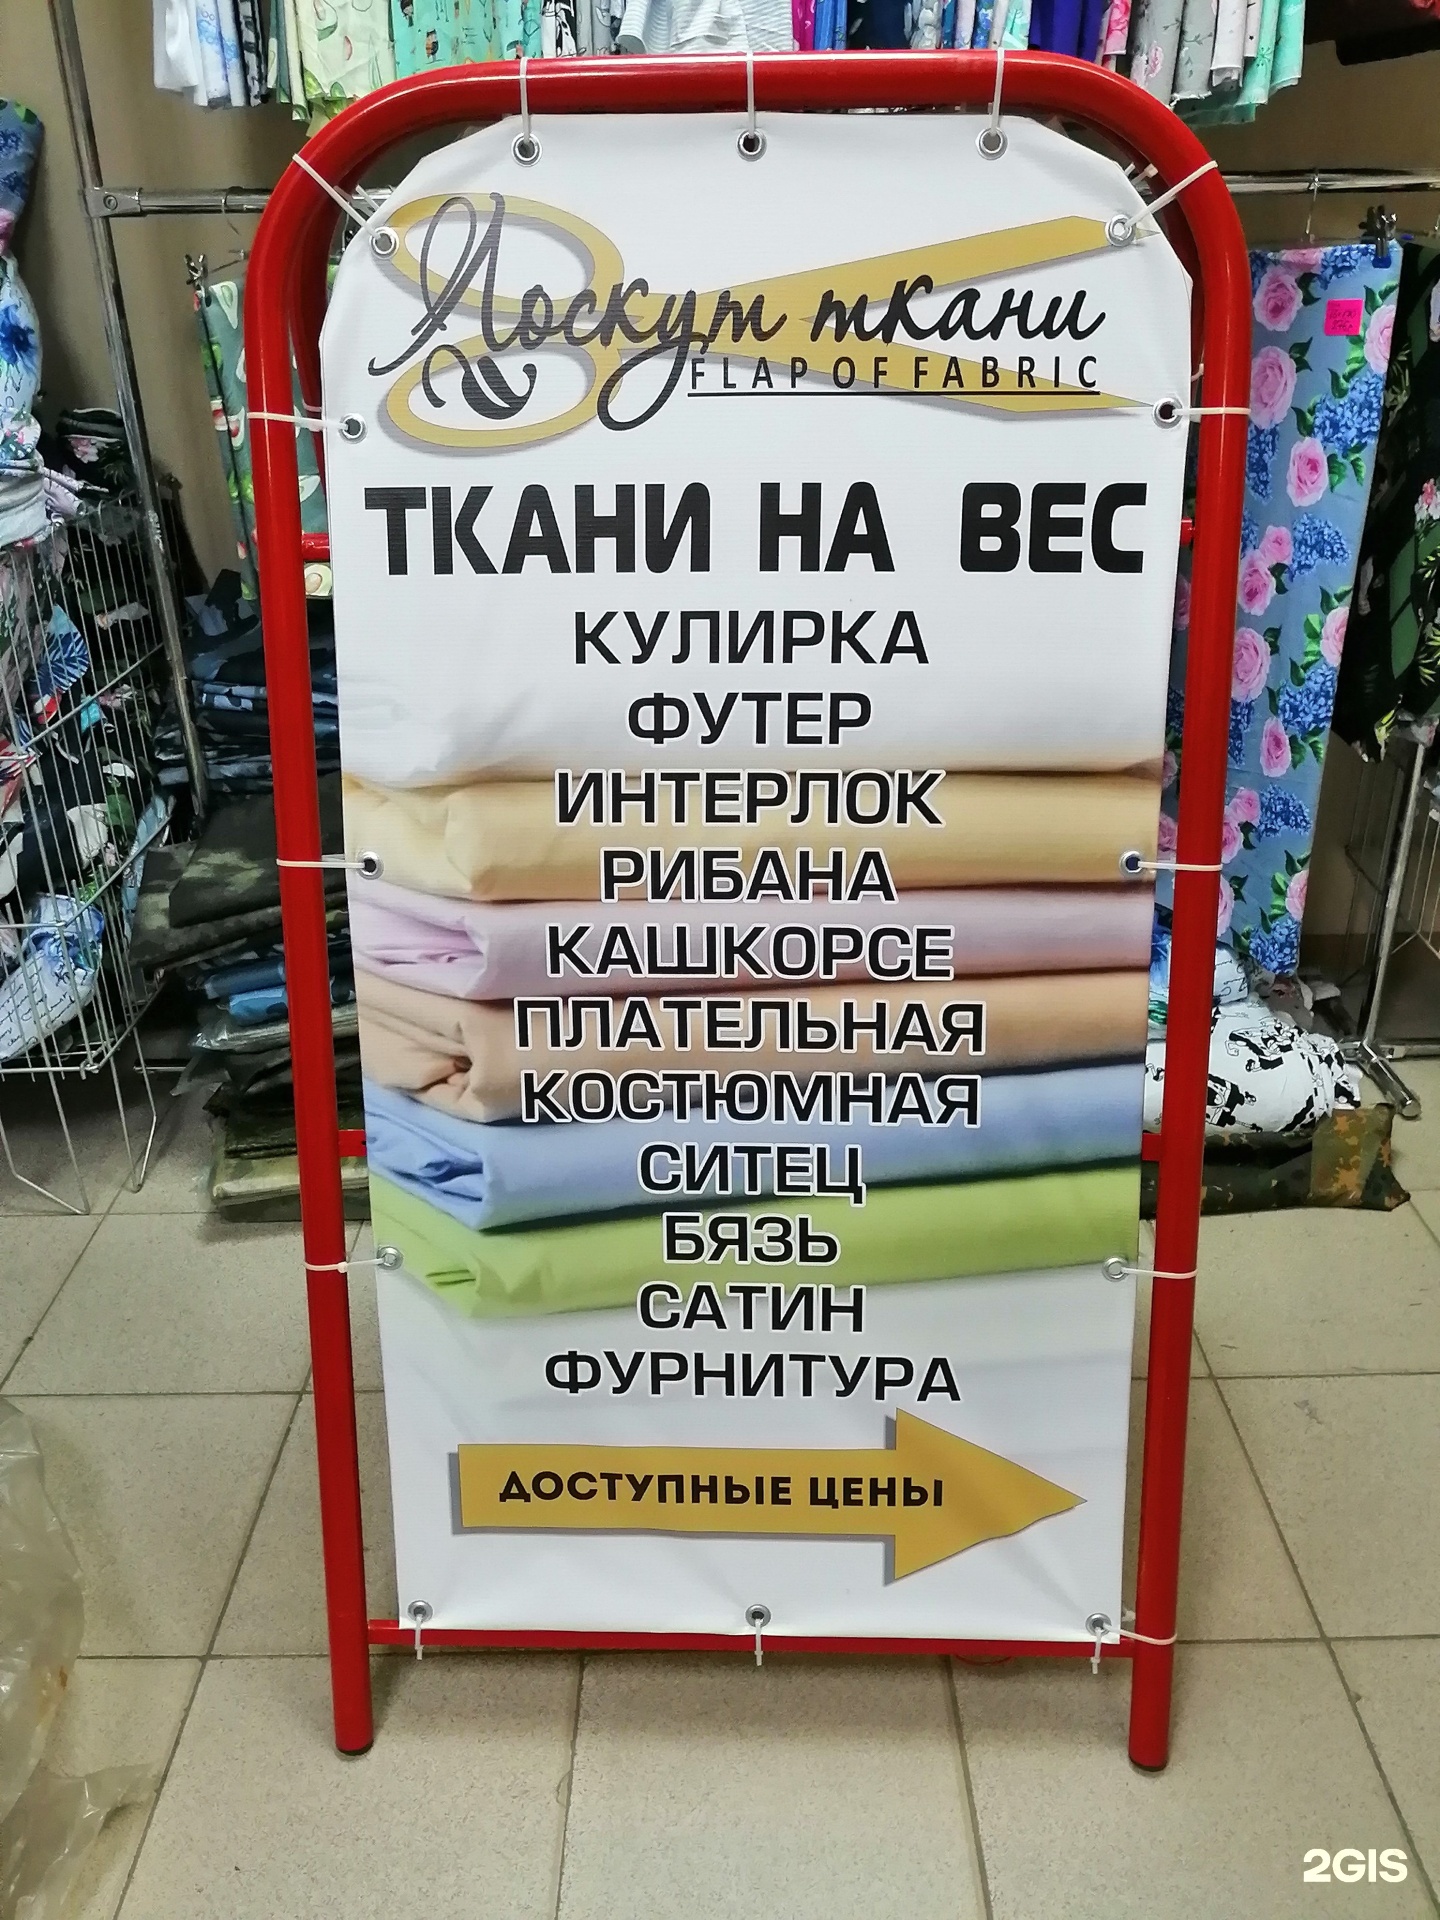 Лоскут ткани
FLAP OF FABRIC
ТКАНИ НА ВЕС
КУЛИРКА
ФУТЕР
ИНТЕРЛОК
РИБАНА
КАШКОРСЕ
ПЛАТЕЛЬНАЯ
КОСТЮМНАЯ
СИТЕЦ
БЯЗЬ
САТИН
ФУРНИТУРА
ДОСТУПНЫЕ ЦЕНЫ
2GIS